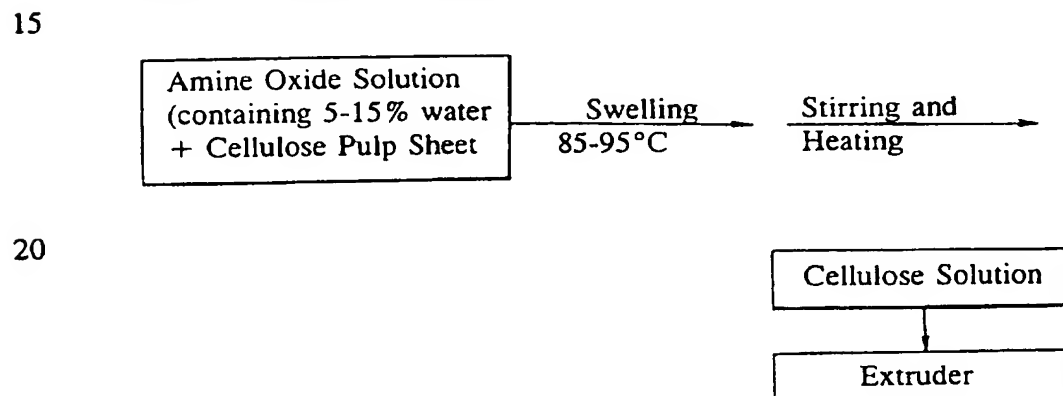 15
Amine Oxide Solution
(containing 5-15% water
+ Cellulose Pulp Sheet
Swelling
85-95°C
Stirring and
Heating
20
Cellulose Solution
Extruder